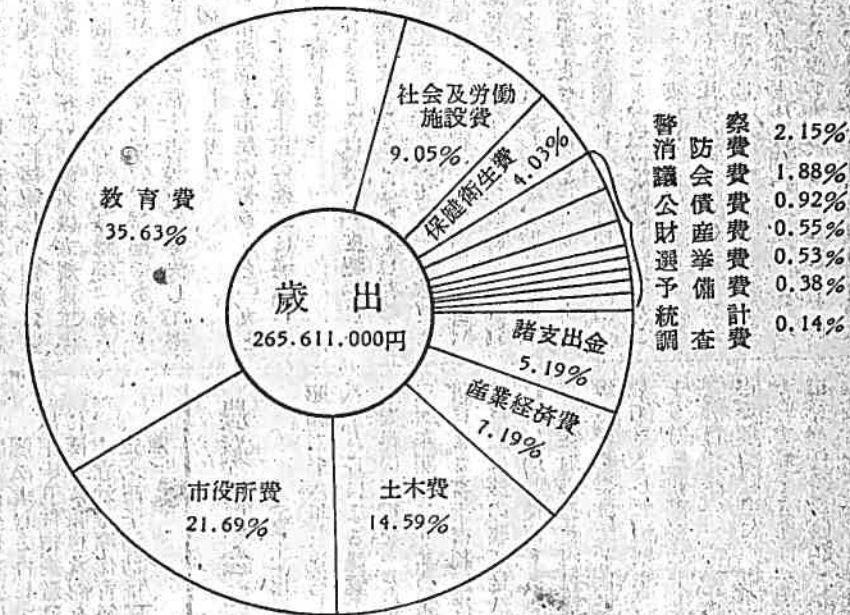 歳出
265.611.000円
教育費
35.63%
社会及労働
施設費
9.05%
保健衛生費
4.03%
警察
消防費 2.15%
議会費 1.88%
公債費 0.92%
財産費 0.55%
選挙費 0.53%
予備費 0.38%
統計
調査費 0.14%
諸支出金
5.19%
産業経済費
7.19%
土木費
14.59%
市役所費
21.69%